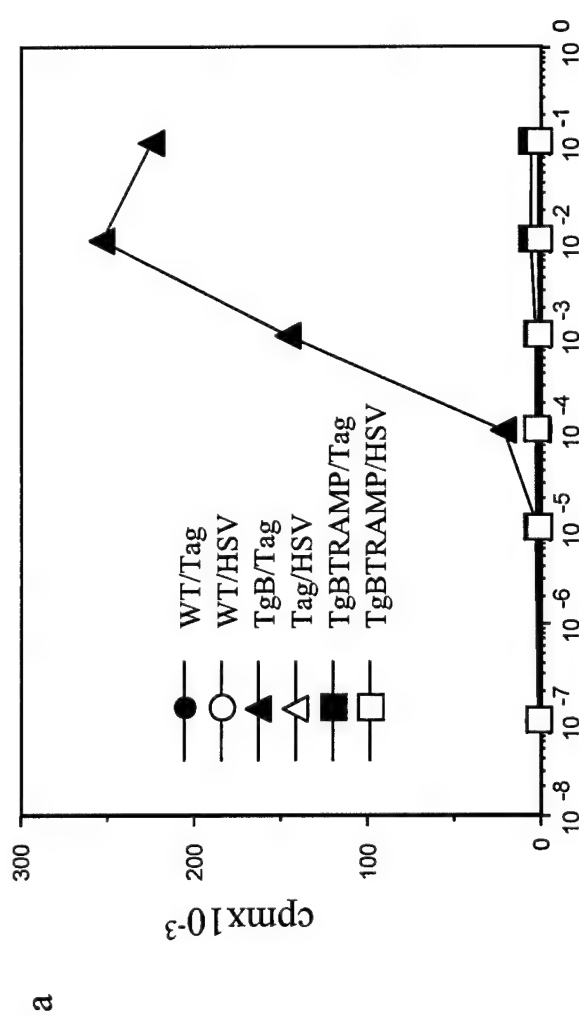 a
300
200
100
0
cpmx10-3
WT/Tag
WT/HSV
TgB/Tag
Tag/HSV
TgBTRAMP/Tag
TgBTRAMP/HSV
10-8 10-7 10-6 10-5 10-4 10-3 10-2 10-1 100 0